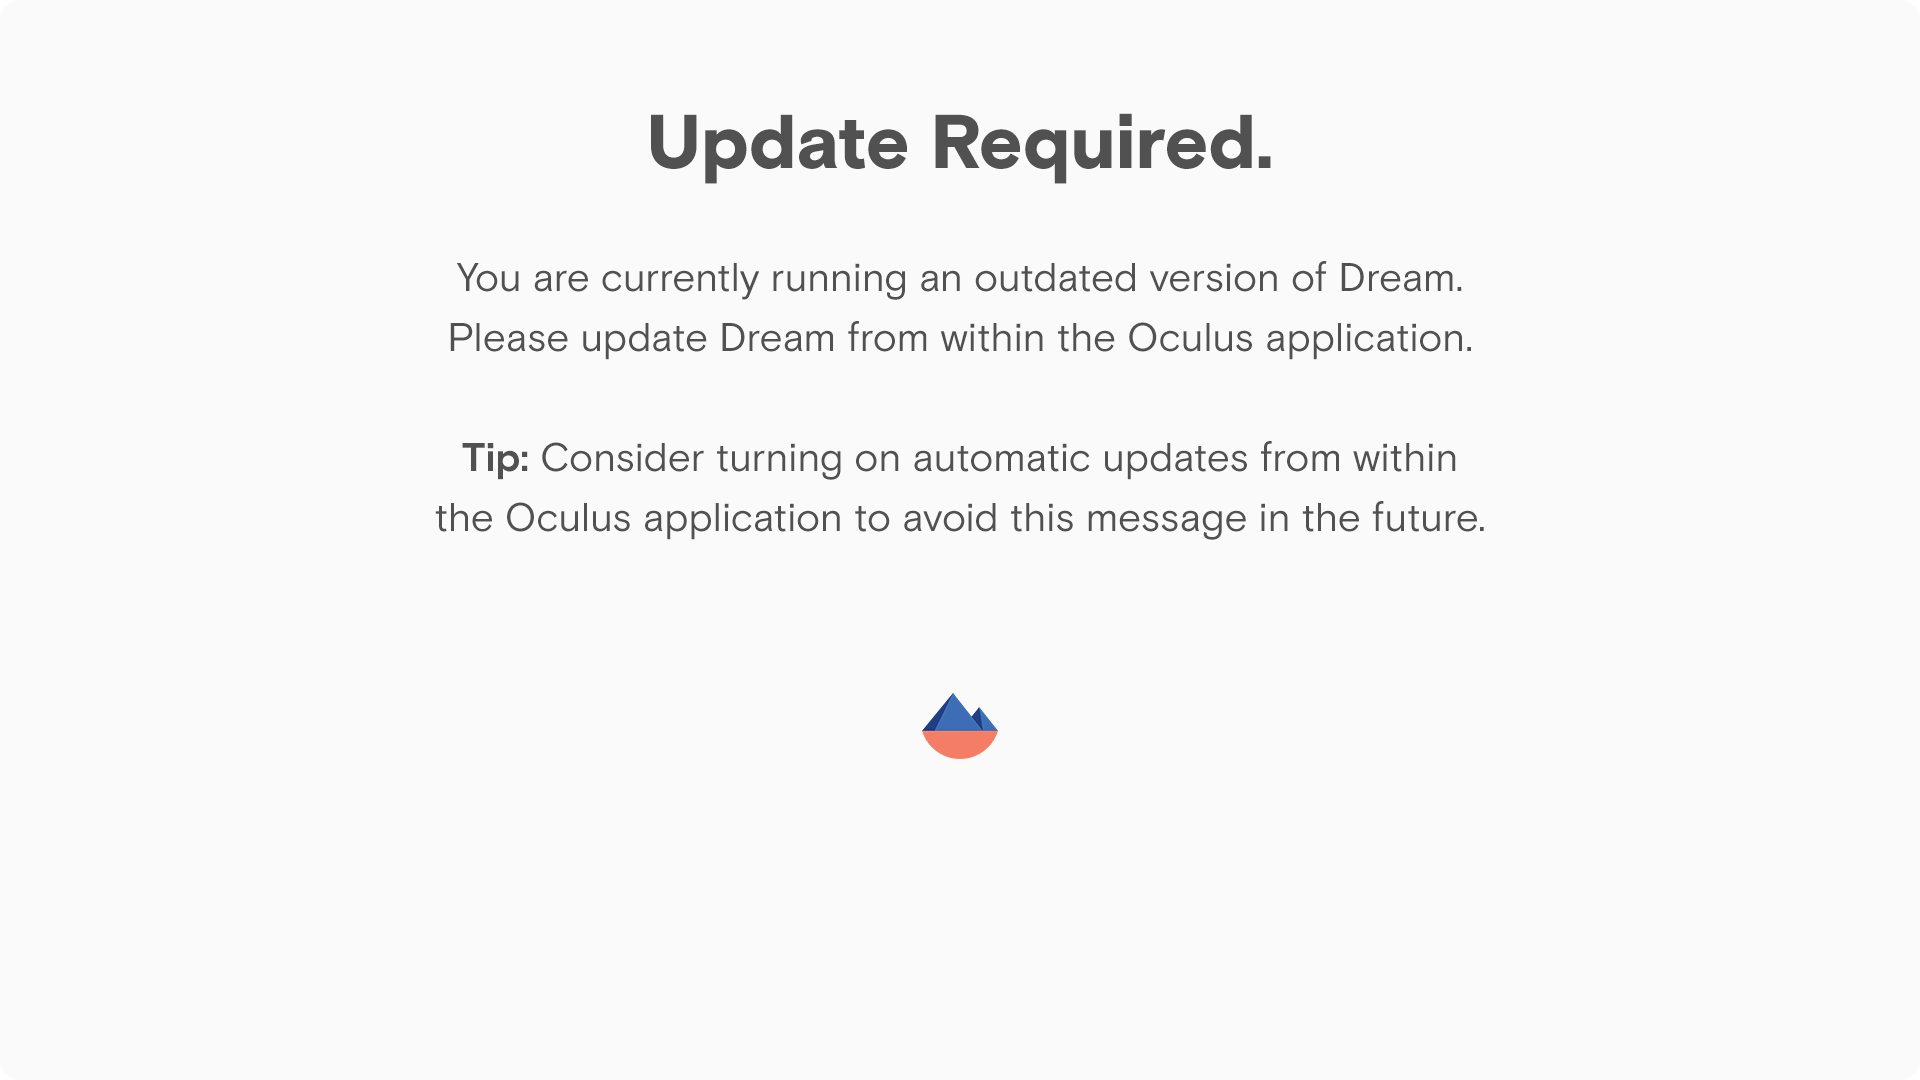 Update Required.
You are currently running an outdated version of Dream.
Please update Dream from within the Oculus application.
Tip: Consider turning on automatic updates from within
the Oculus application to avoid this message in the future.